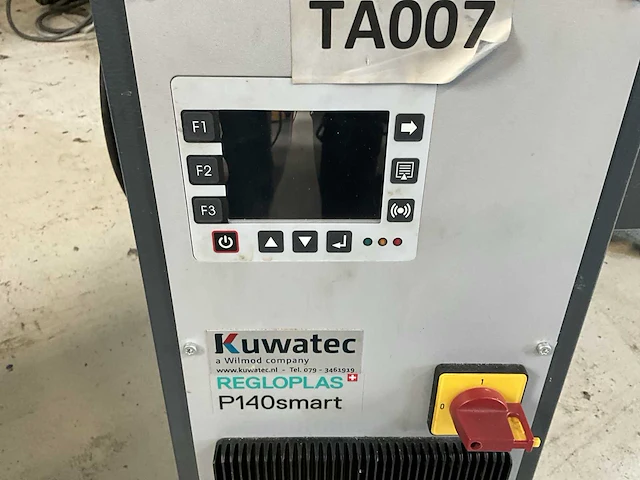 TA007
F1
F2
F3
Kuwatec
a Wilmod company
www.kuwatec.nl - Tel. 079 - 3461919
REGLOPLAS
P140smart
1
0